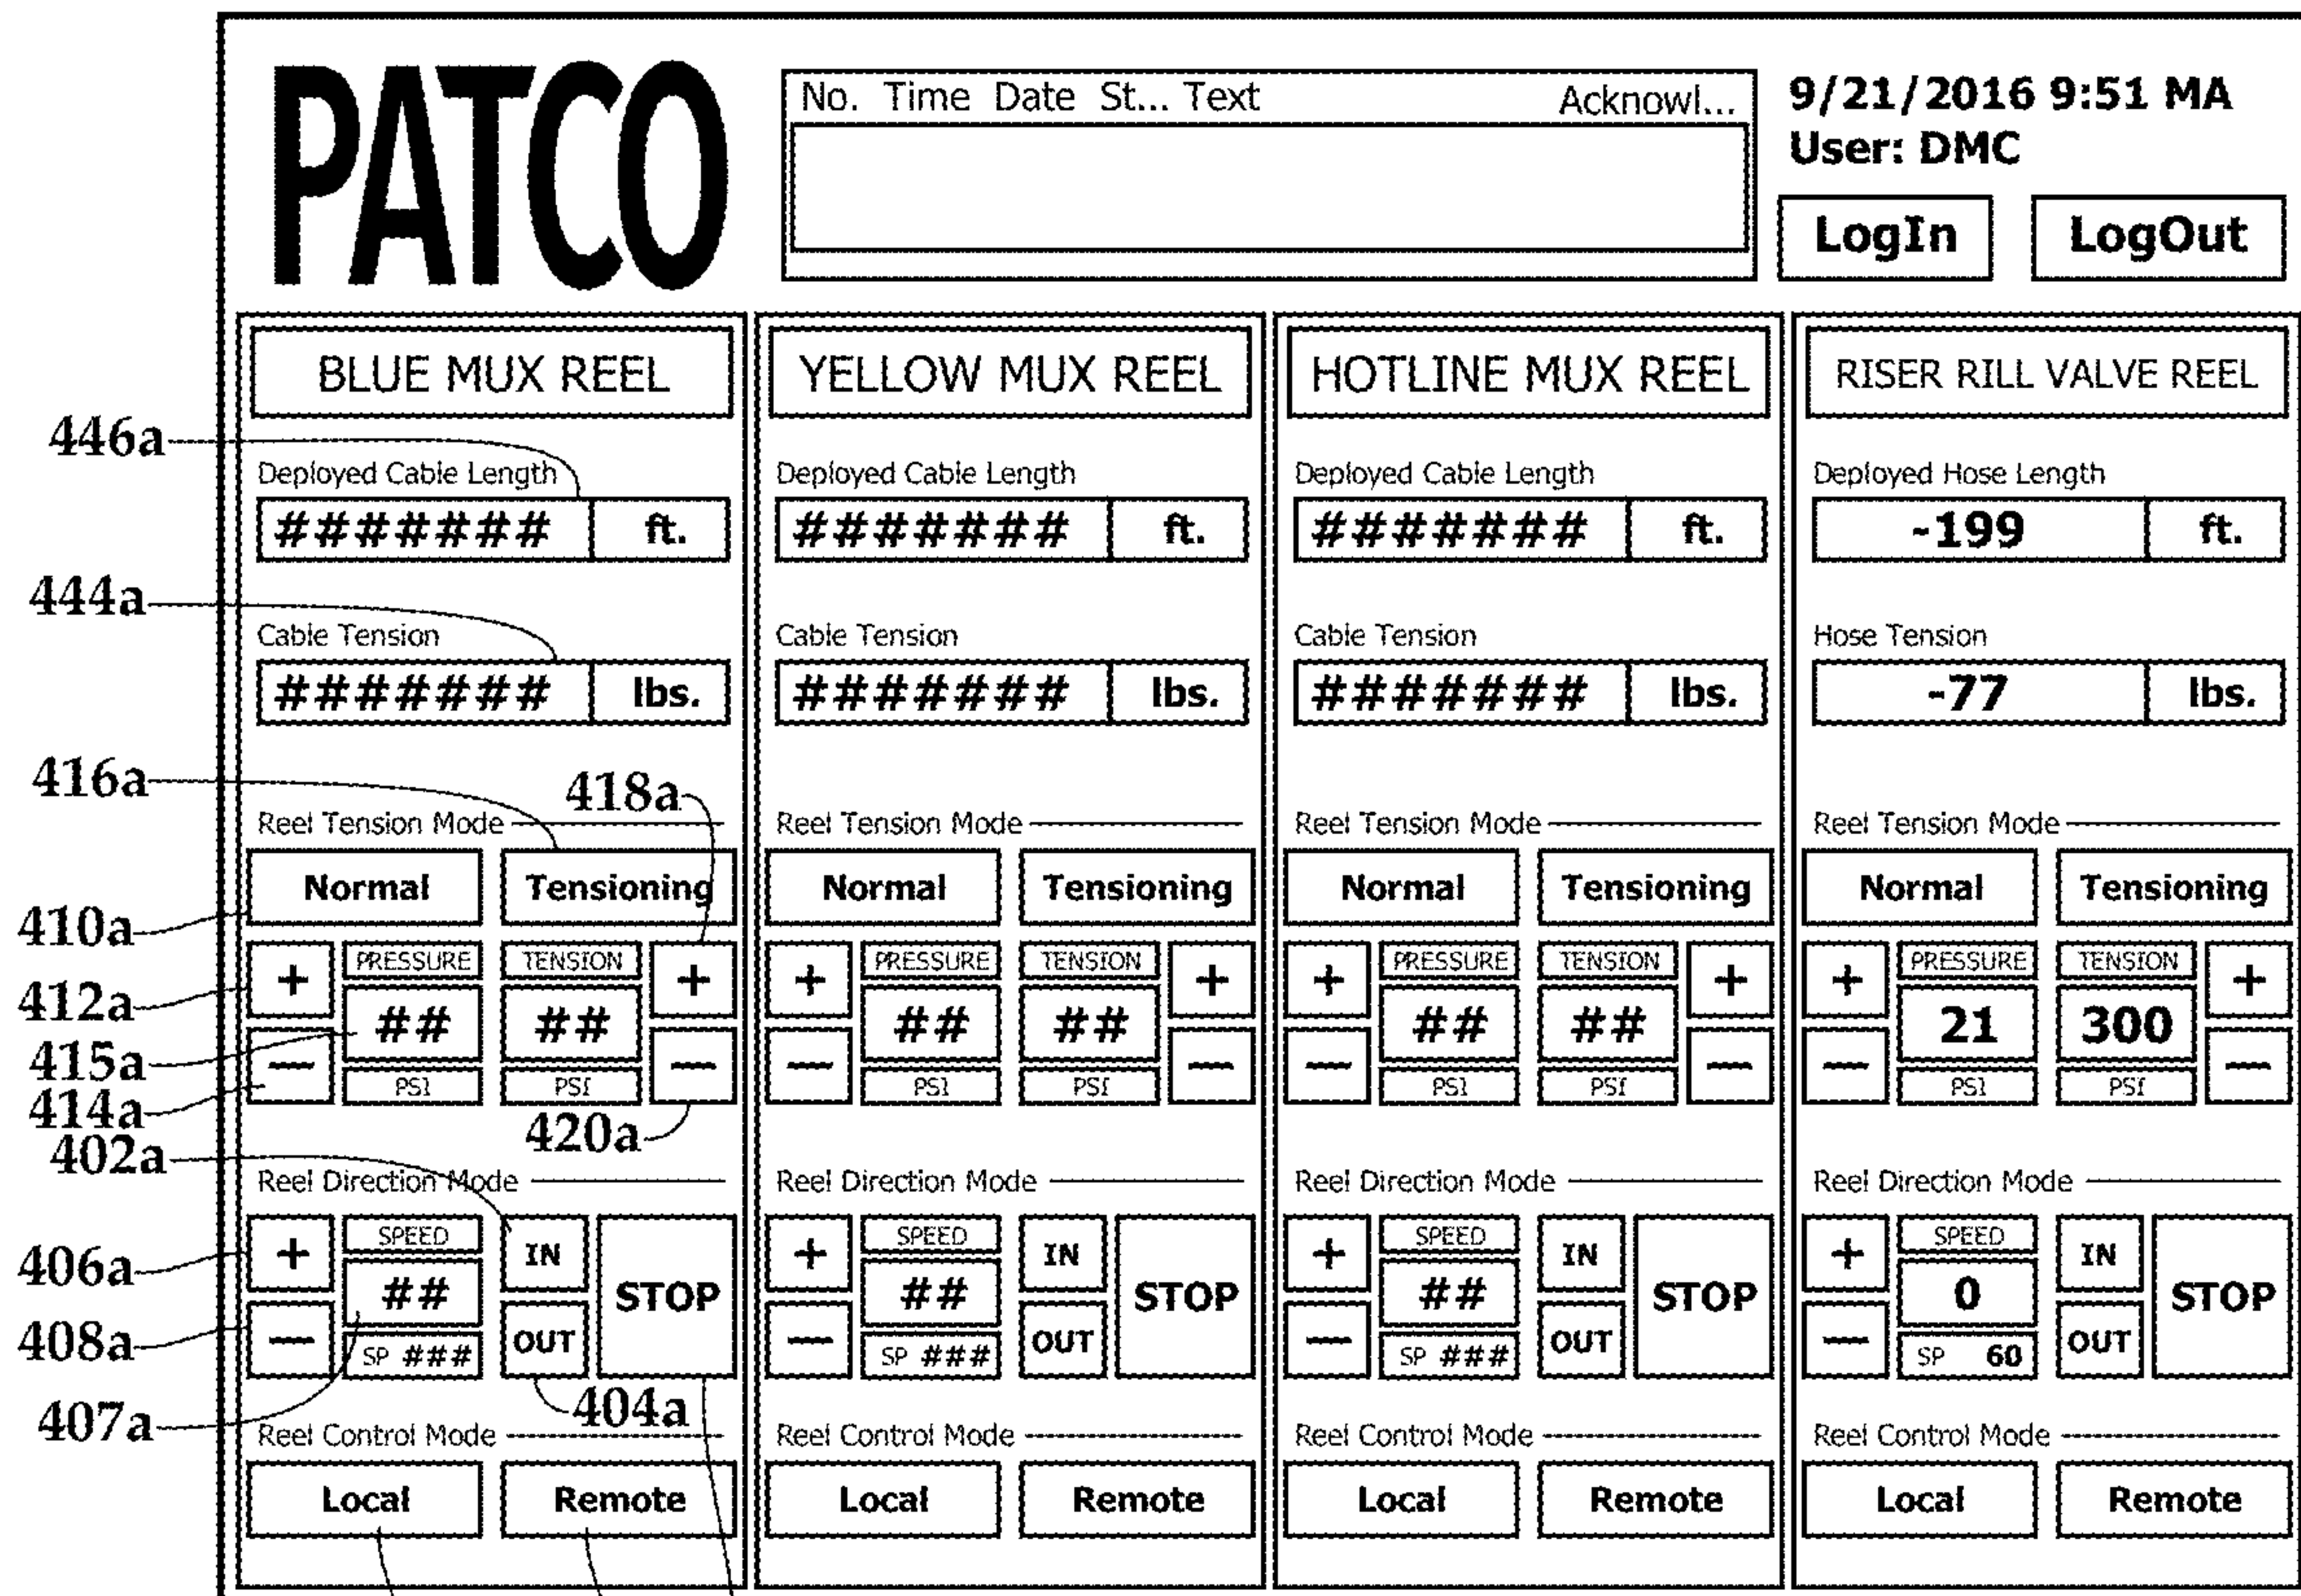 PATCO
No. Time Date St... Text Acknowl...
9/21/2016 9:51 MA
User: DMC
LogIn LogOut
BLUE MUX REEL YELLOW MUX REEL HOTLINE MUX REEL RISER RILL VALVE REEL
446a
Deployed Cable Length Deployed Cable Length Deployed Cable Length Deployed Hose Length
####### ft. ####### ft. ####### ft. -199 ft.
444a
Cable Tension Cable Tension Cable Tension Hose Tension
####### lbs. ####### lbs. ####### lbs. -77 lbs.
416a 418a
Reel Tension Mode Reel Tension Mode Reel Tension Mode Reel Tension Mode
Normal Tensioning Normal Tensioning Normal Tensioning Normal Tensioning
410a
+ PRESSURE TENSION + + PRESSURE TENSION + + PRESSURE TENSION + + PRESSURE TENSION +
412a
## ## ## ## ## ## 21 300
415a
— — — — — — — —
PSI PSI PSI PSI PSI PSI PSI PSI
414a
420a
402a
Reel Direction Mode Reel Direction Mode Reel Direction Mode Reel Direction Mode
+ SPEED IN + SPEED IN + SPEED IN + SPEED IN
406a
## STOP ## STOP ## STOP 0 STOP
408a
— SP ### OUT — SP ### OUT — SP ### OUT — SP 60 OUT
407a 404a
Reel Control Mode Reel Control Mode Reel Control Mode Reel Control Mode
Local Remote Local Remote Local Remote Local Remote